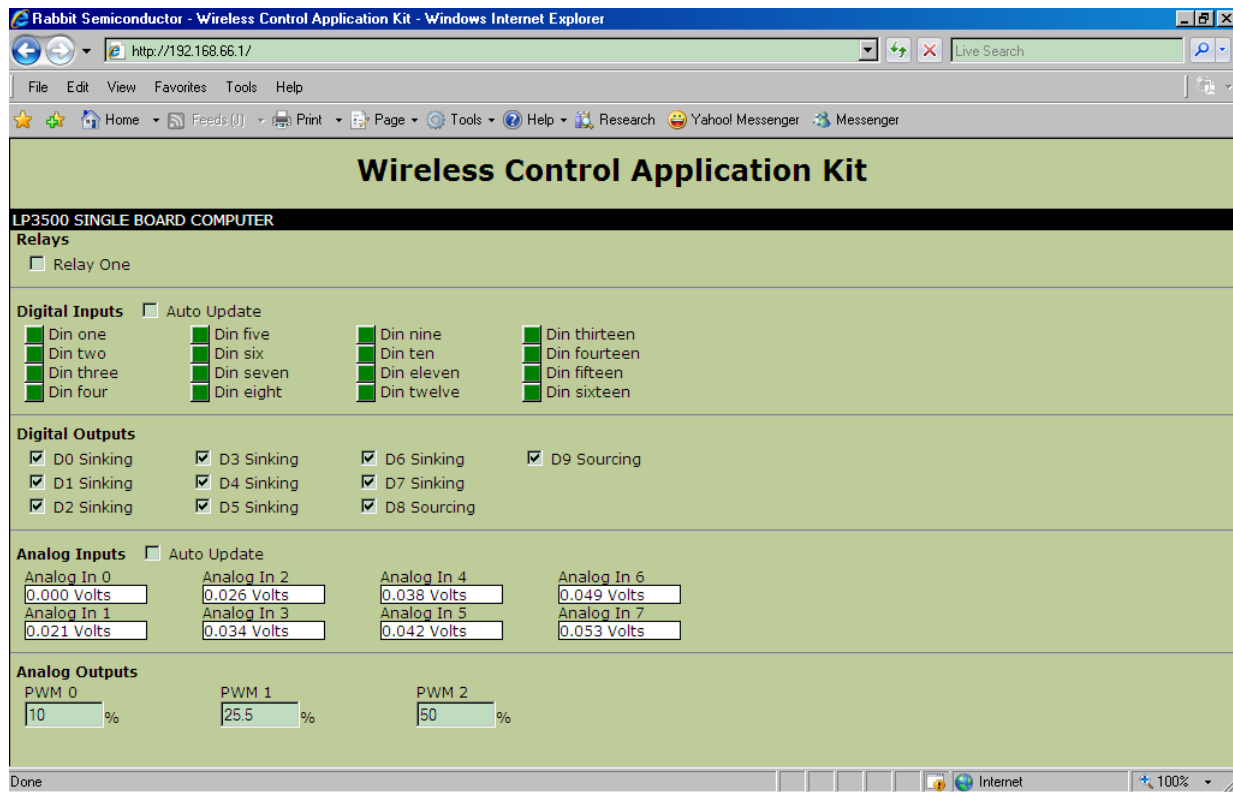 Rabbit Semiconductor - Wireless Control Application Kit - Windows Internet Explorer
http://192.168.66.1/
Live Search
File Edit View Favorites Tools Help
Home Feeds (J) Print Page Tools Help Research Yahoo! Messenger Messenger
Wireless Control Application Kit
LP3500 SINGLE BOARD COMPUTER
Relays
Relay One
Digital Inputs Auto Update
Din one Din five Din nine Din thirteen
Din two Din six Din ten Din fourteen
Din three Din seven Din eleven Din fifteen
Din four Din eight Din twelve Din sixteen
Digital Outputs
D0 Sinking D3 Sinking D6 Sinking D9 Sourcing
D1 Sinking D4 Sinking D7 Sinking
D2 Sinking D5 Sinking D8 Sourcing
Analog Inputs Auto Update
Analog In 0 Analog In 2 Analog In 4 Analog In 6
0.000 Volts 0.026 Volts 0.038 Volts 0.049 Volts
Analog In 1 Analog In 3 Analog In 5 Analog In 7
0.021 Volts 0.034 Volts 0.042 Volts 0.053 Volts
Analog Outputs
PWM 0 PWM 1 PWM 2
10 % 25.5 % 50 %
Done Internet 100%